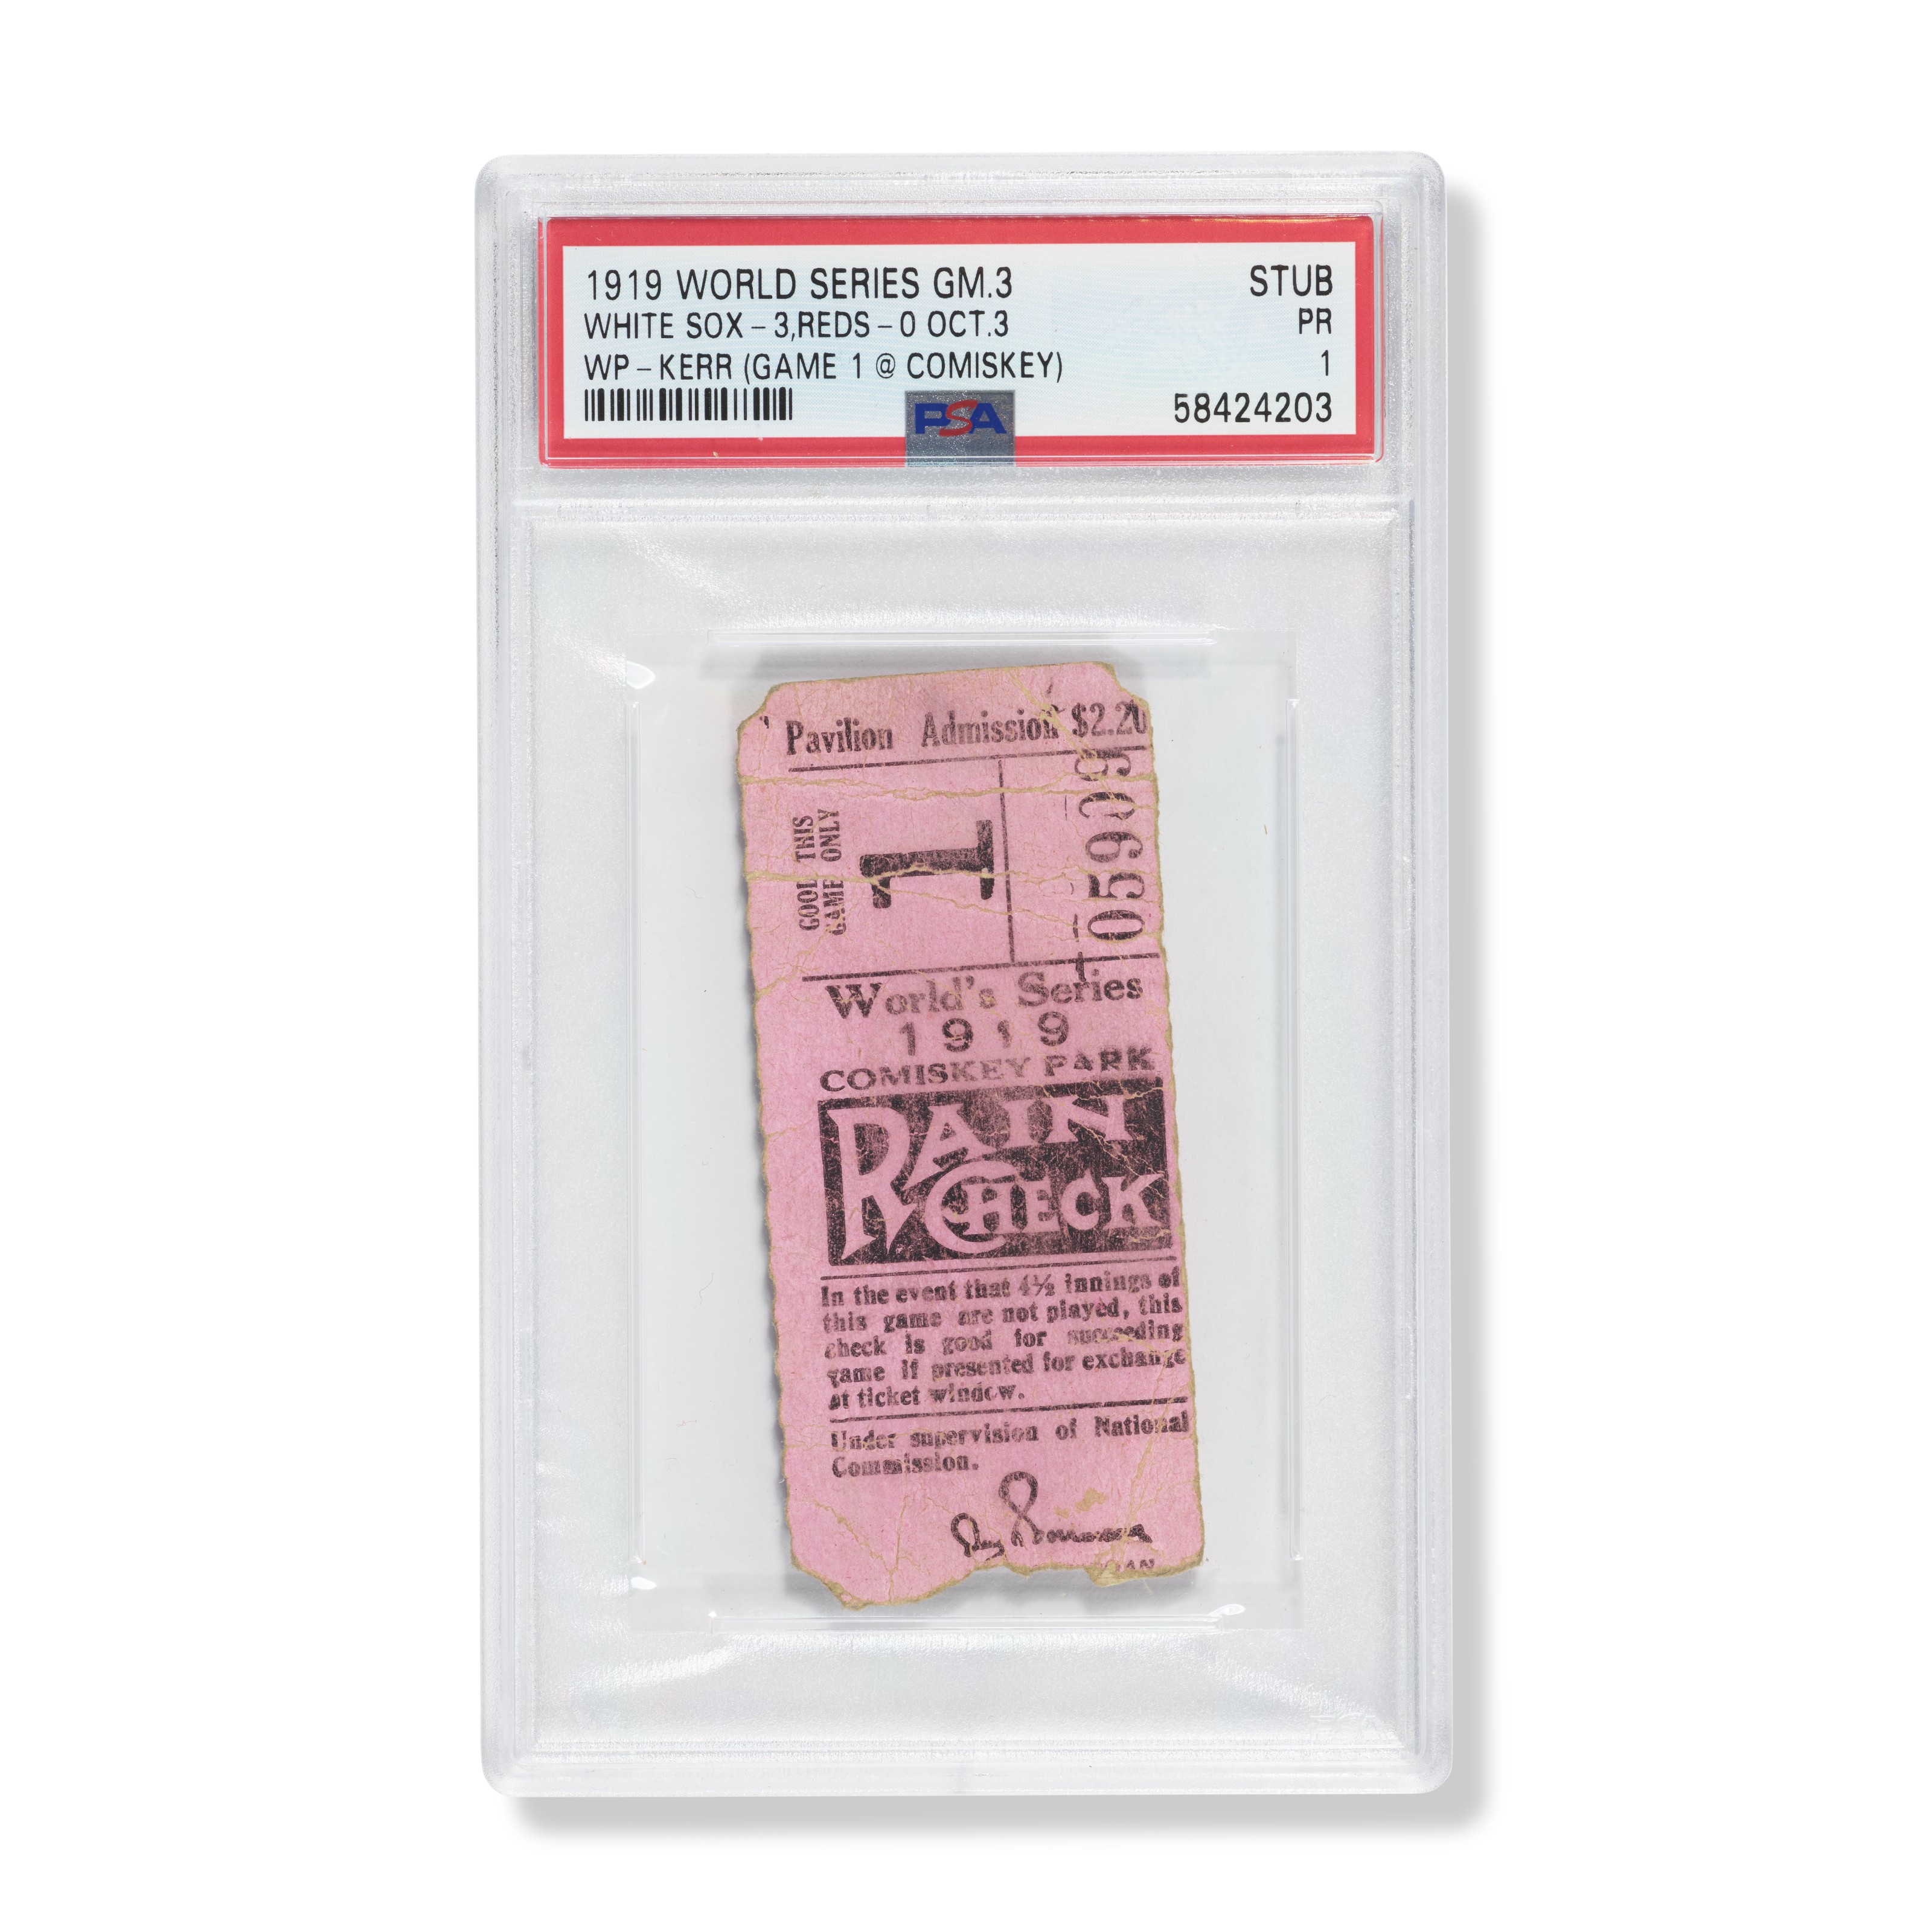 1919 WORLD SERIES GM.3 STUB
WHITE SOX - 3,REDS - 0 OCT.3 PR
WP - KERR (GAME 1 @ COMISKEY) 1
58424203
PSA
Pavilion Admission $2.20
GOOD THIS
GAME ONLY
1
05909
World's Series
1919
COMISKEY PARK
RAIN
CHECK
In the event that 4½ innings of
this game are not played, this
check is good for succeeding
game if presented for exchange
at ticket window.
Under supervision of National
Commission.